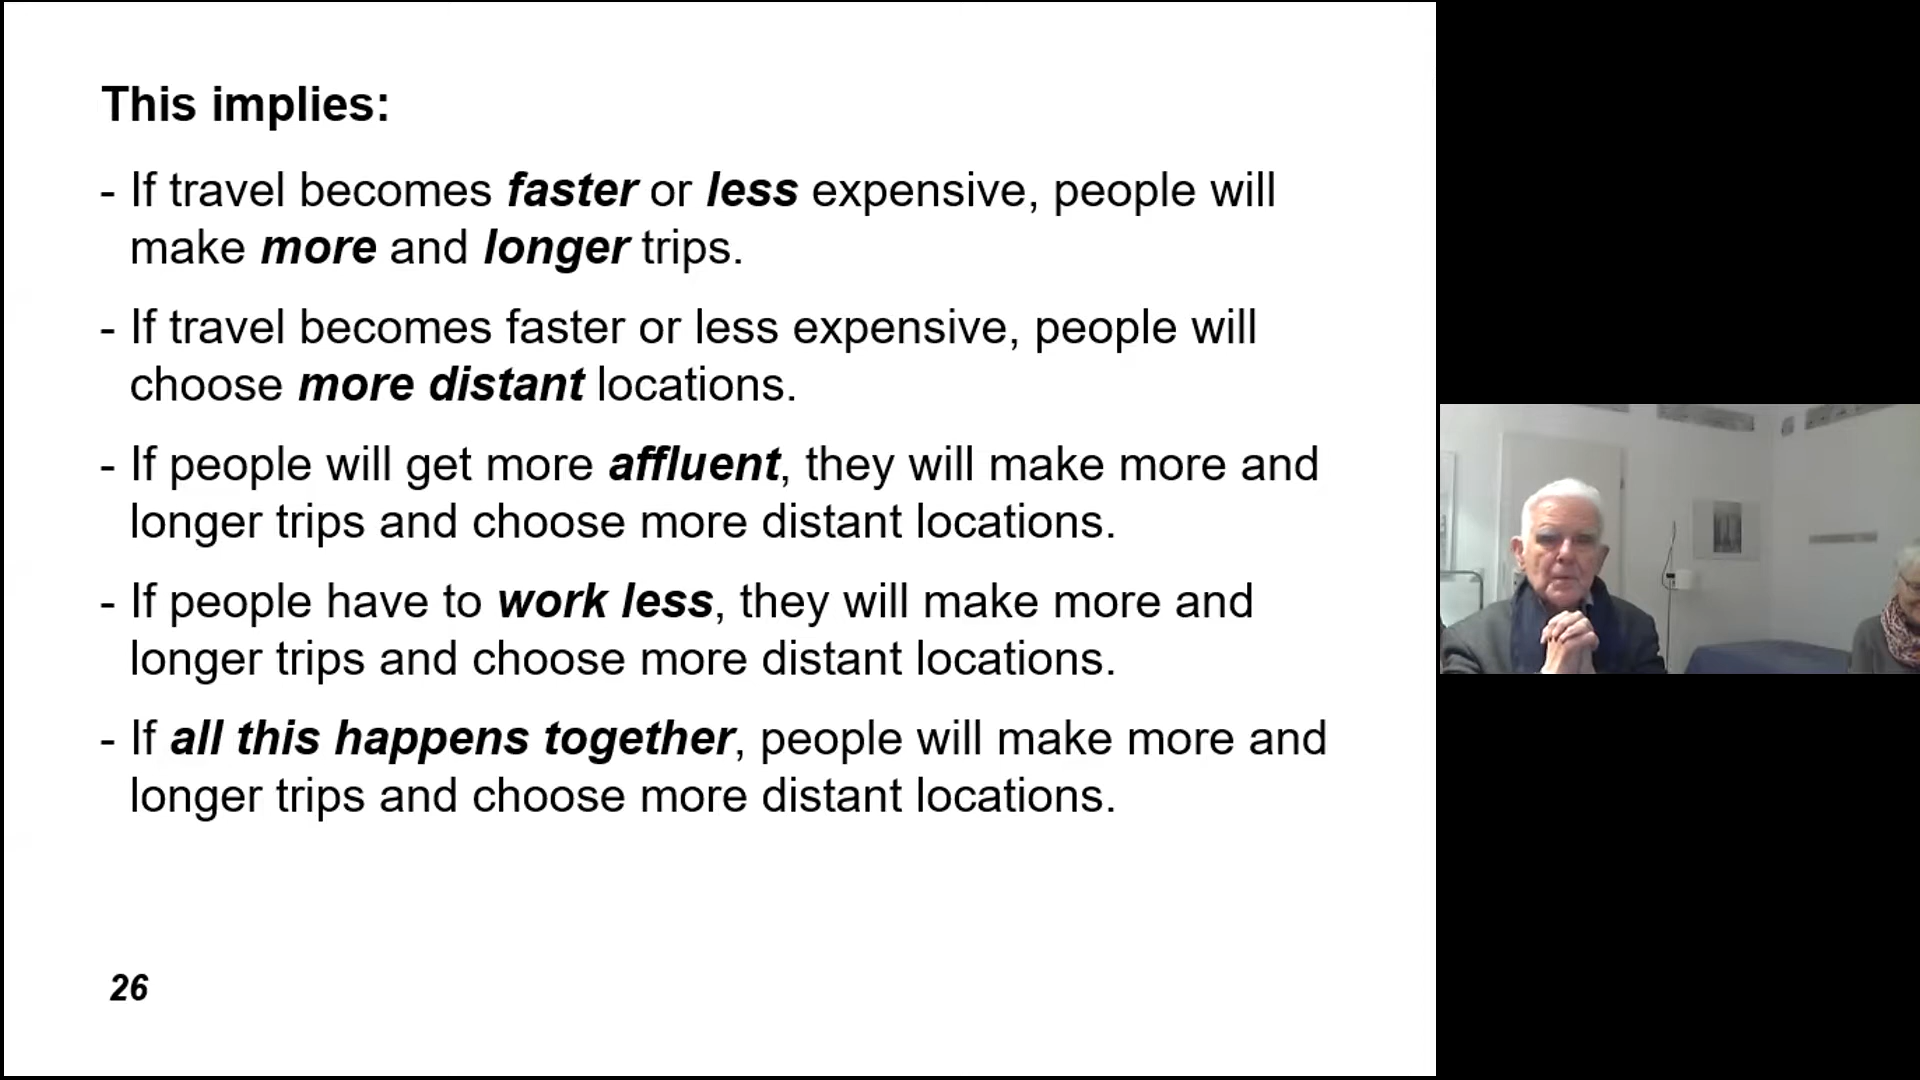 This implies:
- If travel becomes faster or less expensive, people will
make more and longer trips.
- If travel becomes faster or less expensive, people will
choose more distant locations.
- If people will get more affluent, they will make more and
longer trips and choose more distant locations.
- If people have to work less, they will make more and
longer trips and choose more distant locations.
- If all this happens together, people will make more and
longer trips and choose more distant locations.
26